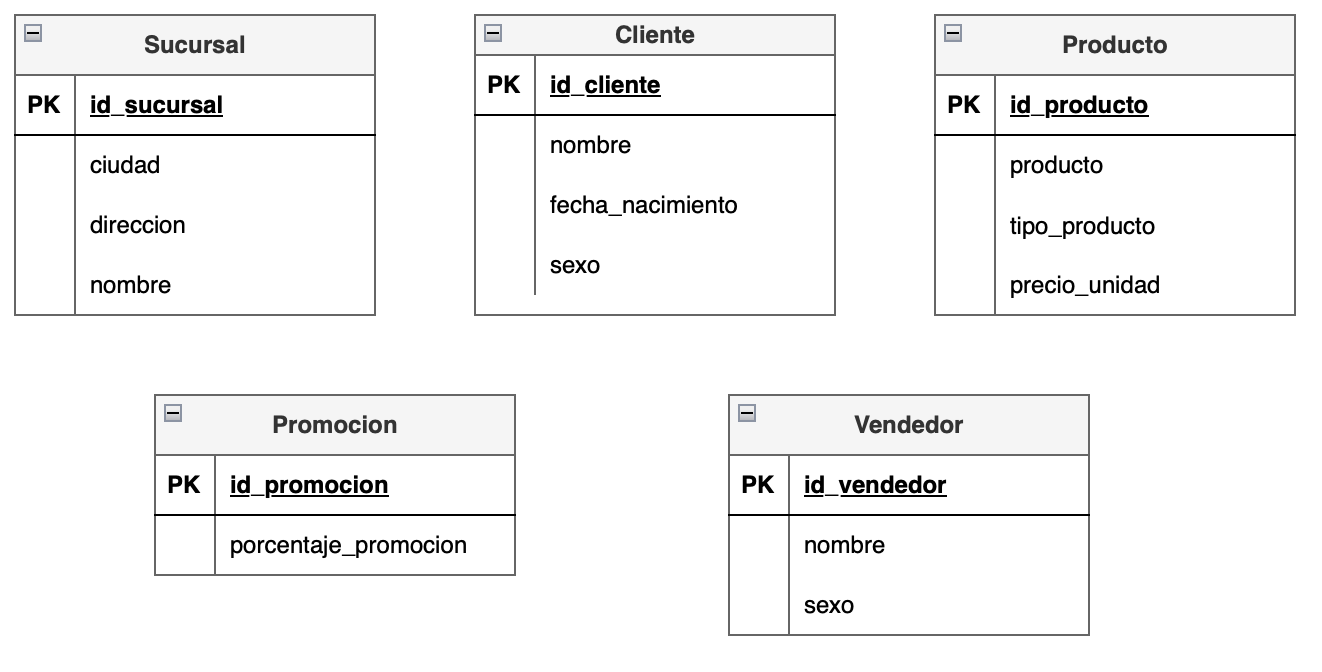 Sucursal
PK id_sucursal
ciudad
direccion
nombre
Cliente
PK id_cliente
nombre
fecha_nacimiento
sexo
Producto
PK id_producto
producto
tipo_producto
precio_unidad
Promocion
PK id_promocion
porcentaje_promocion
Vendedor
PK id_vendedor
nombre
sexo